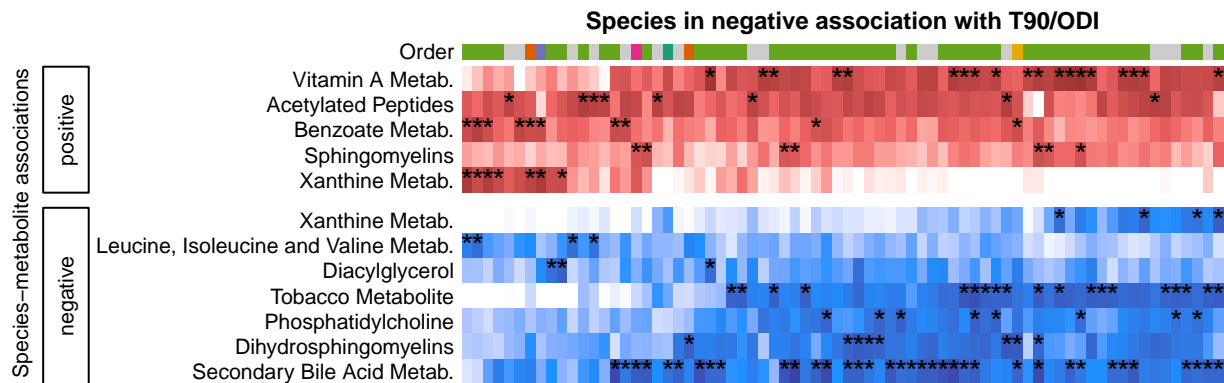 Species in negative association with T90/ODI
Order
Species−metabolite associations
positive
Vitamin A Metab.
Acetylated Peptides
Benzoate Metab.
Sphingomyelins
Xanthine Metab.
negative
Xanthine Metab.
Leucine, Isoleucine and Valine Metab.
Diacylglycerol
Tobacco Metabolite
Phosphatidylcholine
Dihydrosphingomyelins
Secondary Bile Acid Metab.